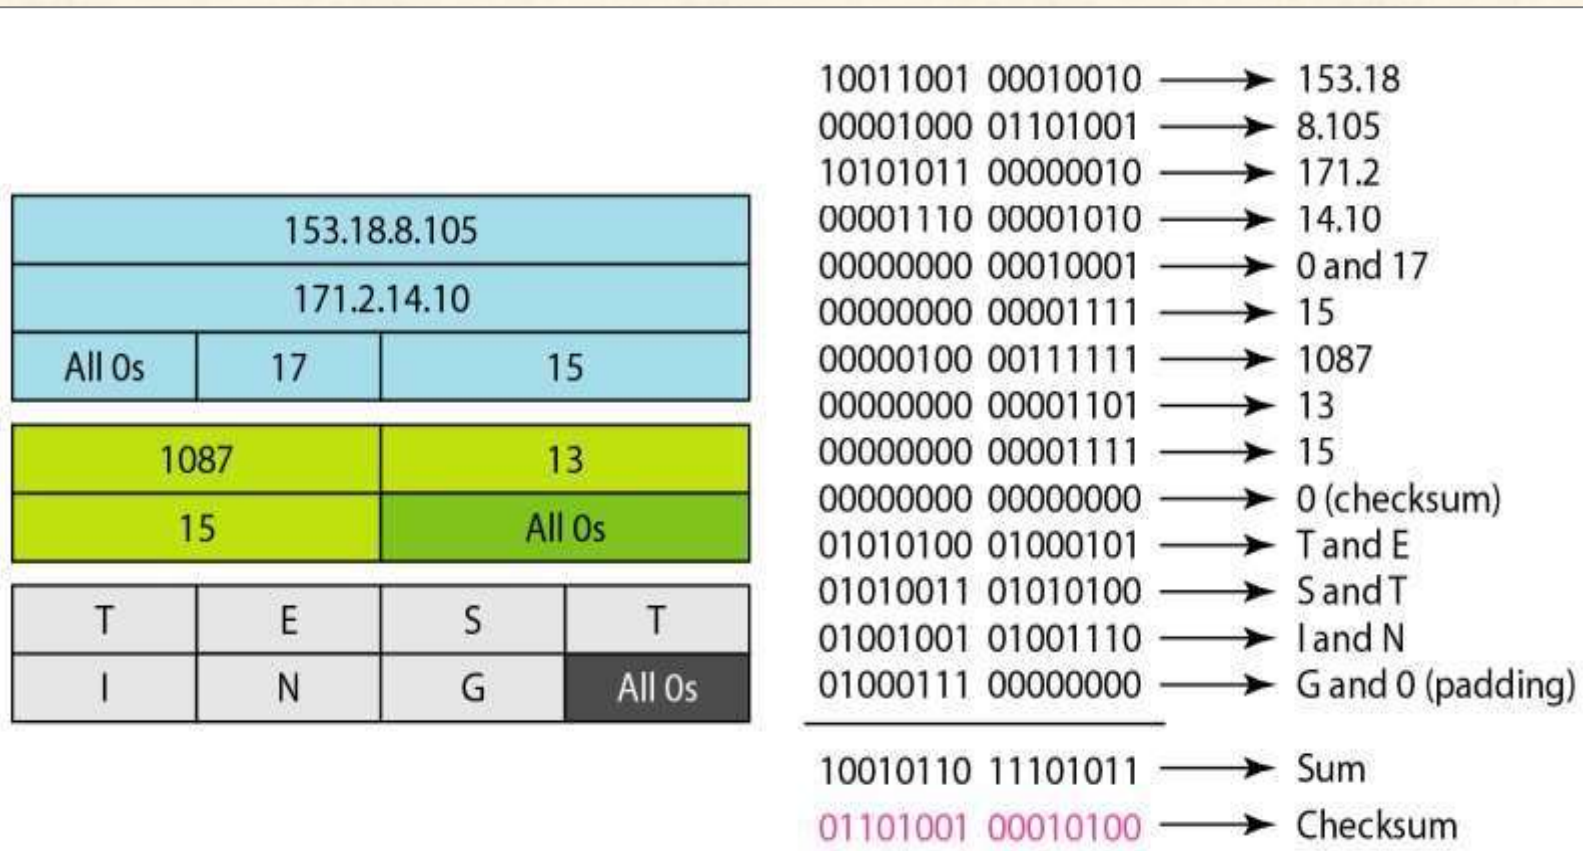 153.18.8.105
171.2.14.10
All 0s 17 15
1087 13
15 All 0s
T E S T
I N G All 0s
10011001 00010010 153.18
00001000 01101001 8.105
10101011 00000010 171.2
00001110 00001010 14.10
00000000 00010001 0 and 17
00000000 00001111 15
00000100 00111111 1087
00000000 00001101 13
00000000 00001111 15
00000000 00000000 0 (checksum)
01010100 01000101 T and E
01010011 01010100 S and T
01001001 01001110 I and N
01000111 00000000 G and 0 (padding)
10010110 11101011 Sum
01101001 00010100 Checksum